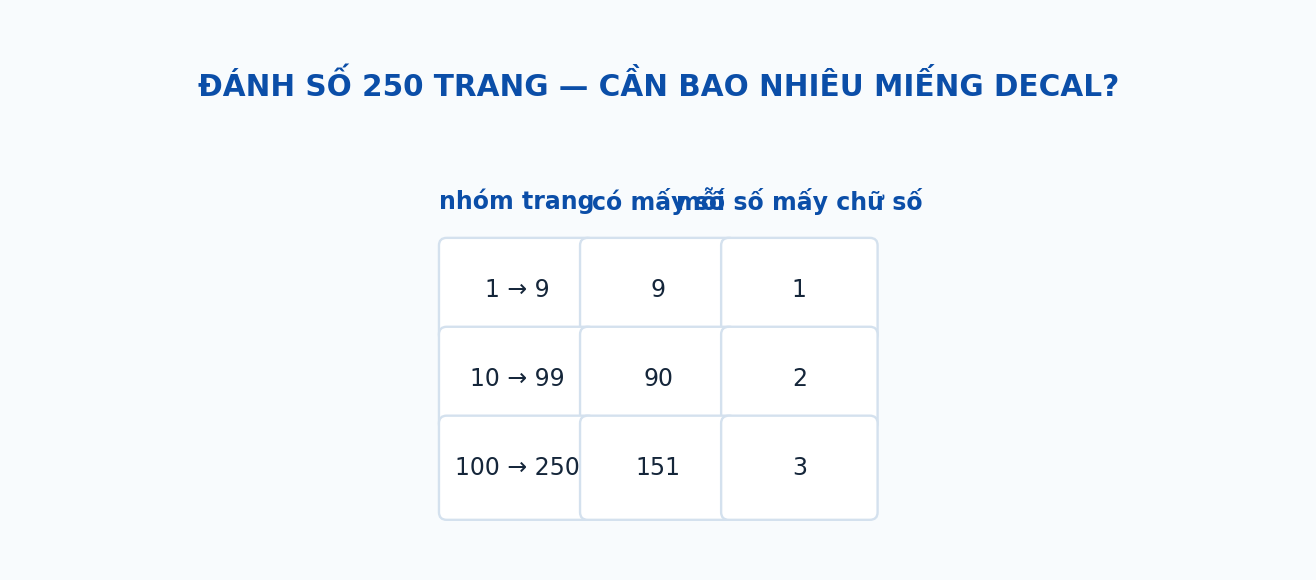 ĐÁNH SỐ 250 TRANG — CẦN BAO NHIÊU MIẾNG DECAL?
nhóm trang có mấy số mỗi số mấy chữ số
1 → 9 9 1
10 → 99 90 2
100 → 250 151 3